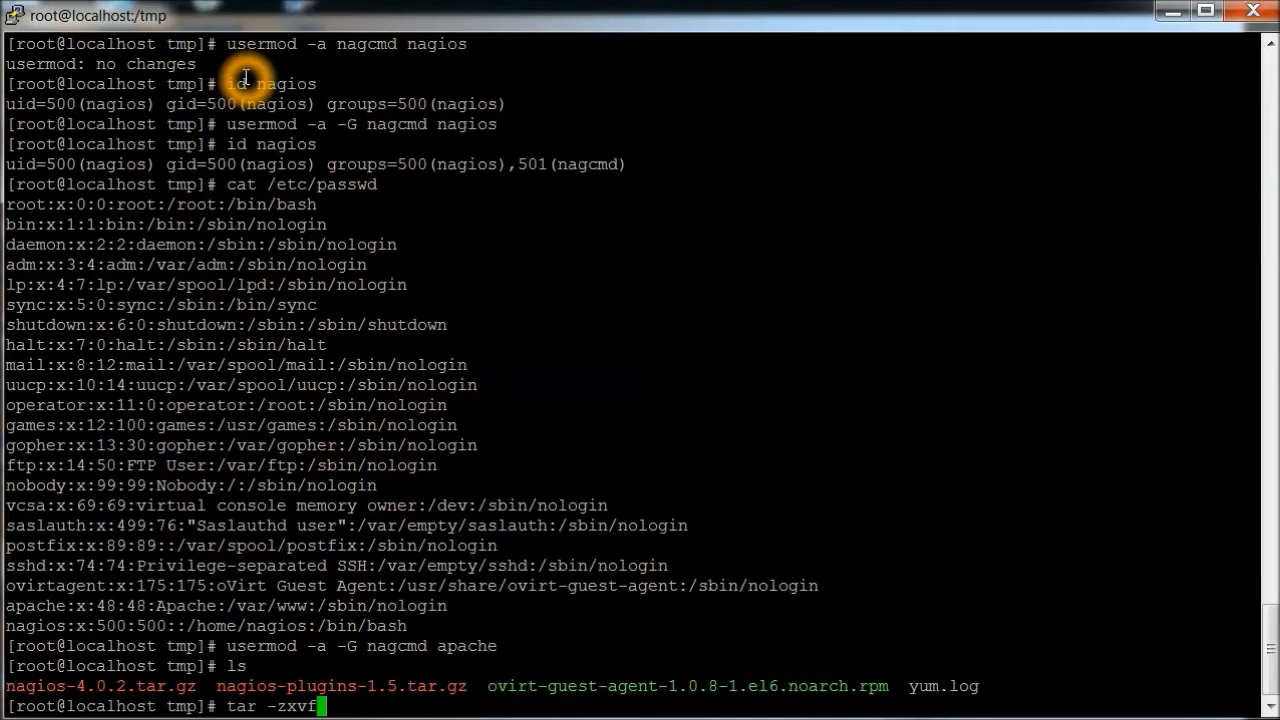 root@localhost:/tmp
[root@localhost tmp]# usermod -a nagcmd nagios
usermod: no changes
[root@localhost tmp]# id nagios
uid=500(nagios) gid=500(nagios) groups=500(nagios)
[root@localhost tmp]# usermod -a -G nagcmd nagios
[root@localhost tmp]# id nagios
uid=500(nagios) gid=500(nagios) groups=500(nagios),501(nagcmd)
[root@localhost tmp]# cat /etc/passwd
root:x:0:0:root:/root:/bin/bash
bin:x:1:1:bin:/bin:/sbin/nologin
daemon:x:2:2:daemon:/sbin:/sbin/nologin
adm:x:3:4:adm:/var/adm:/sbin/nologin
lp:x:4:7:lp:/var/spool/lpd:/sbin/nologin
sync:x:5:0:sync:/sbin:/bin/sync
shutdown:x:6:0:shutdown:/sbin:/sbin/shutdown
halt:x:7:0:halt:/sbin:/sbin/halt
mail:x:8:12:mail:/var/spool/mail:/sbin/nologin
uucp:x:10:14:uucp:/var/spool/uucp:/sbin/nologin
operator:x:11:0:operator:/root:/sbin/nologin
games:x:12:100:games:/usr/games:/sbin/nologin
gopher:x:13:30:gopher:/var/gopher:/sbin/nologin
ftp:x:14:50:FTP User:/var/ftp:/sbin/nologin
nobody:x:99:99:Nobody:/:/sbin/nologin
vcsa:x:69:69:virtual console memory owner:/dev:/sbin/nologin
saslauth:x:499:76:"Saslauthd user":/var/empty/saslauth:/sbin/nologin
postfix:x:89:89::/var/spool/postfix:/sbin/nologin
sshd:x:74:74:Privilege-separated SSH:/var/empty/sshd:/sbin/nologin
ovirtagent:x:175:175:oVirt Guest Agent:/usr/share/ovirt-guest-agent:/sbin/nologin
apache:x:48:48:Apache:/var/www:/sbin/nologin
nagios:x:500:500::/home/nagios:/bin/bash
[root@localhost tmp]# usermod -a -G nagcmd apache
[root@localhost tmp]# ls
nagios-4.0.2.tar.gz  nagios-plugins-1.5.tar.gz  ovirt-guest-agent-1.0.8-1.el6.noarch.rpm  yum.log
[root@localhost tmp]# tar -zxvf